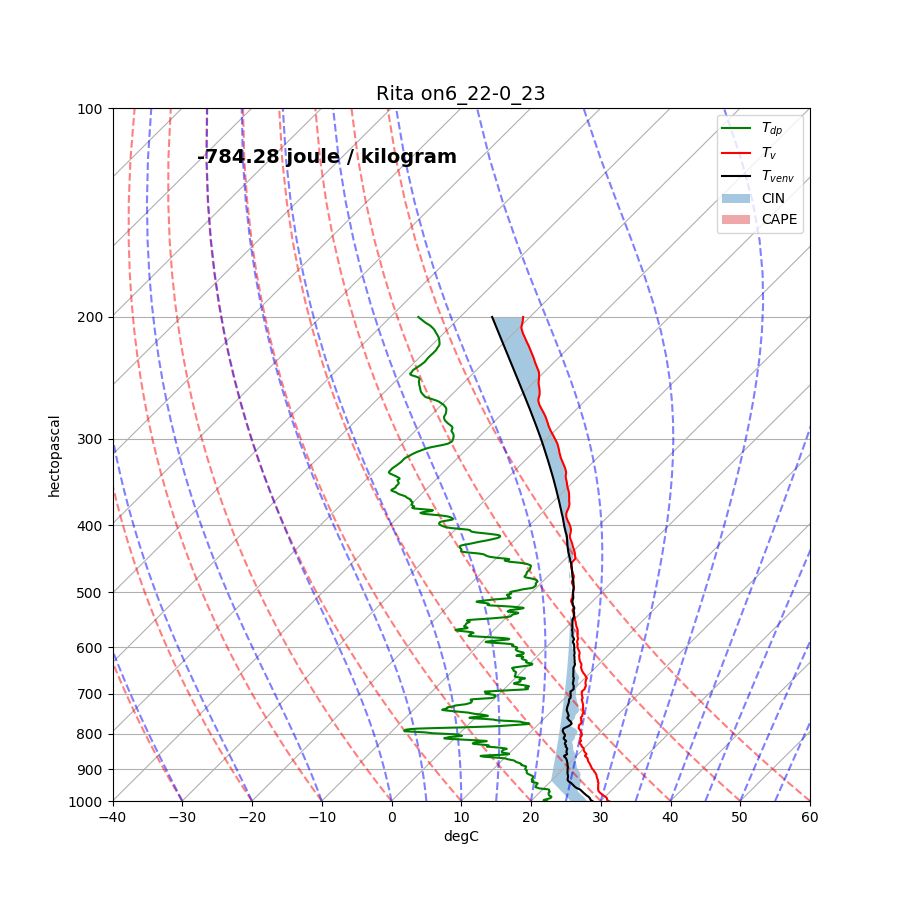 Rita on6_22-0_23
-784.28 joule / kilogram
T_dp
T_v
T_venv
CIN
CAPE
hectopascal
100
200
300
400
500
600
700
800
900
1000
−40 −30 −20 −10 0 10 20 30 40 50 60
degC